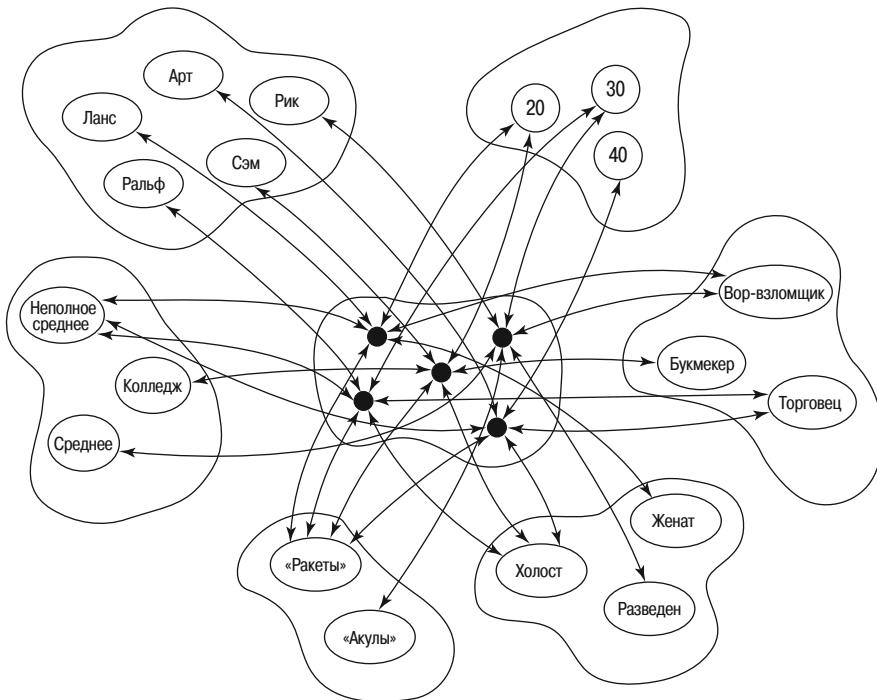 Арт
Рик
Ланс
Сэм
Ральф
20
30
40
Неполное
среднее
Колледж
Среднее
Вор-взломщик
Букмекер
Торговец
«Ракеты»
«Акулы»
Женат
Холост
Разведен